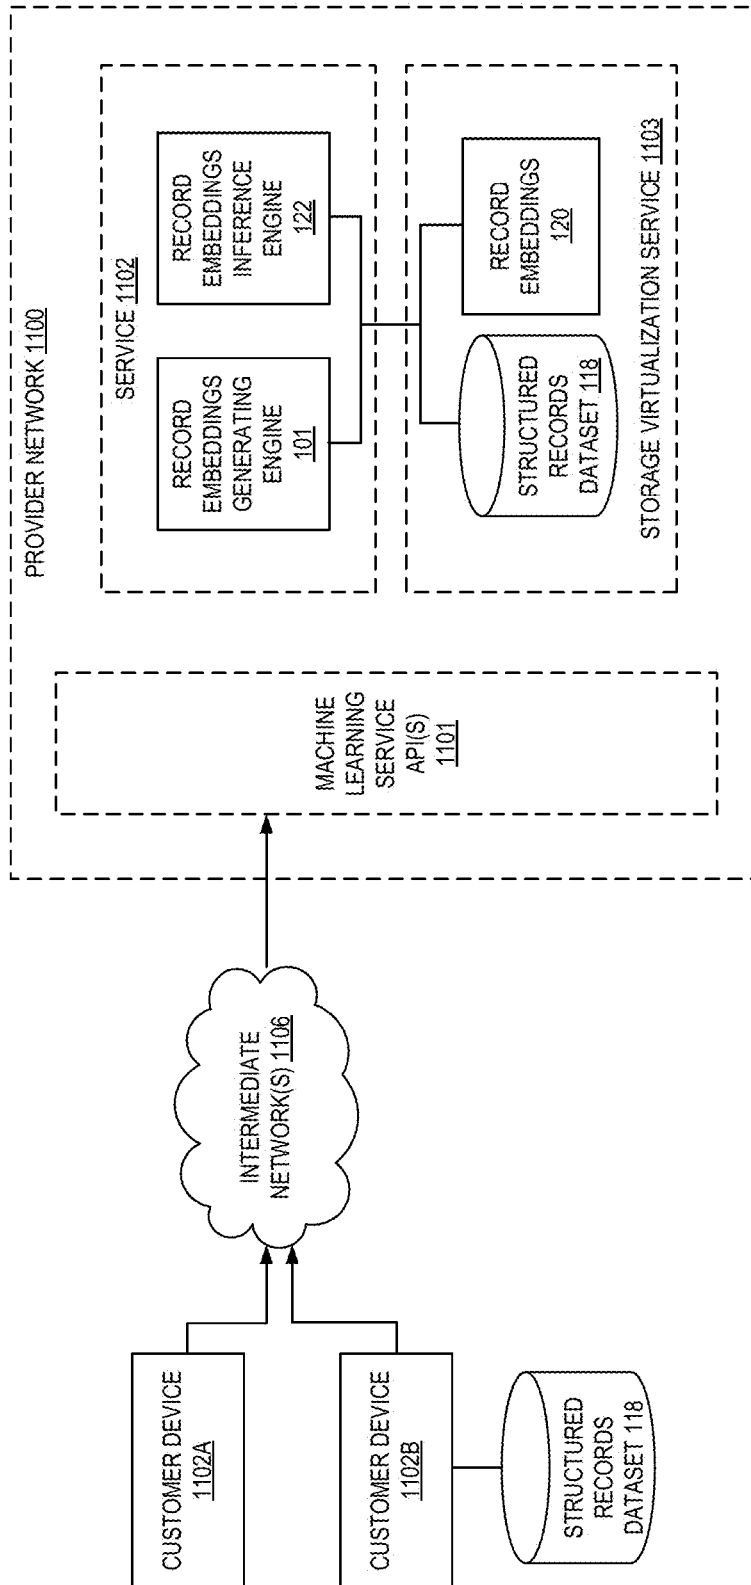 PROVIDER NETWORK 1100
SERVICE 1102
RECORD
EMBEDDINGS
GENERATING
ENGINE
101
RECORD
EMBEDDINGS
INFERENCE
ENGINE
122
STRUCTURED
RECORDS
DATASET 118
RECORD
EMBEDDINGS
120
STORAGE VIRTUALIZATION SERVICE 1103
MACHINE
LEARNING
SERVICE
API(S)
1101
INTERMEDIATE
NETWORK(S) 1106
CUSTOMER DEVICE
1102A
CUSTOMER DEVICE
1102B
STRUCTURED
RECORDS
DATASET 118